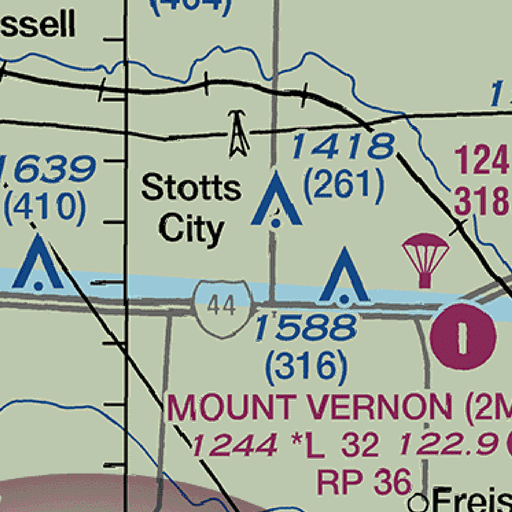 ssell
1639
(410)
1418
(261)
124
318
Stotts
City
44
1588
(316)
MOUNT VERNON (2M
1244 *L 32 122.9
RP 36
Freis